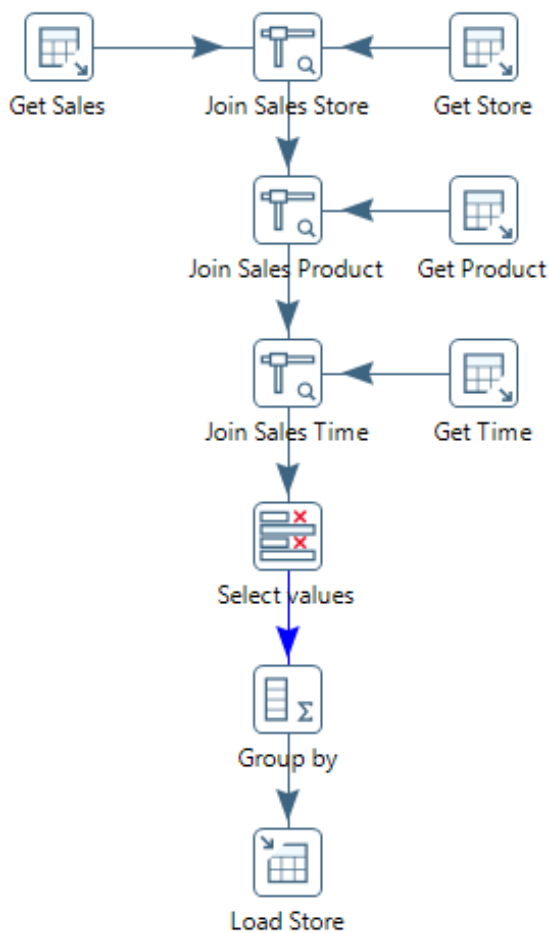 Get Sales
Join Sales Store
Get Store
Join Sales Product
Get Product
Join Sales Time
Get Time
Select values
Group by
Load Store